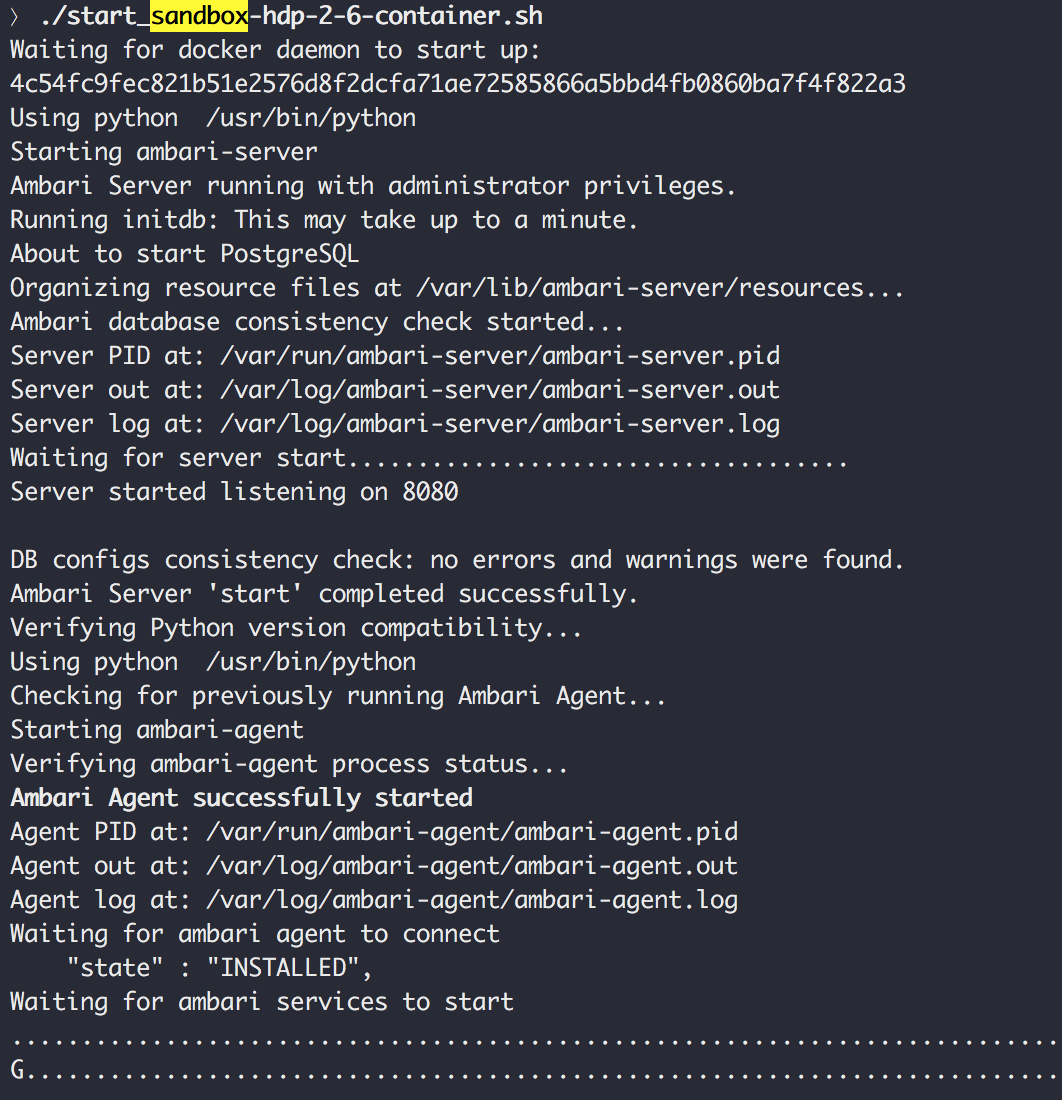 › ./start_sandbox-hdp-2-6-container.sh
Waiting for docker daemon to start up:
4c54fc9fec821b51e2576d8f2dcfa71ae72585866a5bbd4fb0860ba7f4f822a3
Using python  /usr/bin/python
Starting ambari-server
Ambari Server running with administrator privileges.
Running initdb: This may take up to a minute.
About to start PostgreSQL
Organizing resource files at /var/lib/ambari-server/resources...
Ambari database consistency check started...
Server PID at: /var/run/ambari-server/ambari-server.pid
Server out at: /var/log/ambari-server/ambari-server.out
Server log at: /var/log/ambari-server/ambari-server.log
Waiting for server start....................................
Server started listening on 8080

DB configs consistency check: no errors and warnings were found.
Ambari Server 'start' completed successfully.
Verifying Python version compatibility...
Using python  /usr/bin/python
Checking for previously running Ambari Agent...
Starting ambari-agent
Verifying ambari-agent process status...
Ambari Agent successfully started
Agent PID at: /var/run/ambari-agent/ambari-agent.pid
Agent out at: /var/log/ambari-agent/ambari-agent.out
Agent log at: /var/log/ambari-agent/ambari-agent.log
Waiting for ambari agent to connect
    "state" : "INSTALLED",
Waiting for ambari services to start
...........................................................................
G..........................................................................